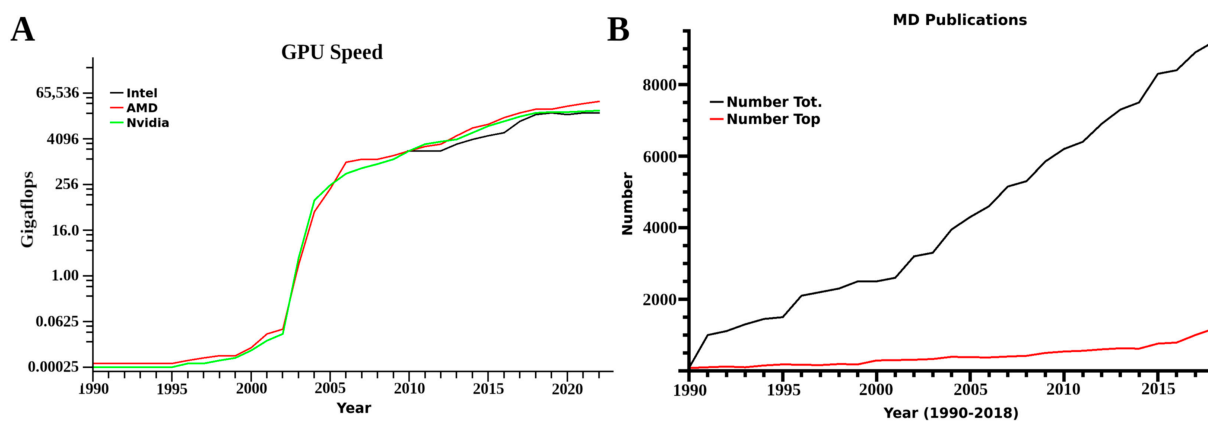 A
GPU Speed
Intel
AMD
Nvidia
65,536
4096
256
16.0
1.00
0.0625
0.00025
Gigaflops
1990
1995
2000
2005
2010
2015
2020
Year
B
MD Publications
Number Tot.
Number Top
8000
6000
4000
2000
Number
1990
1995
2000
2005
2010
2015
Year (1990-2018)